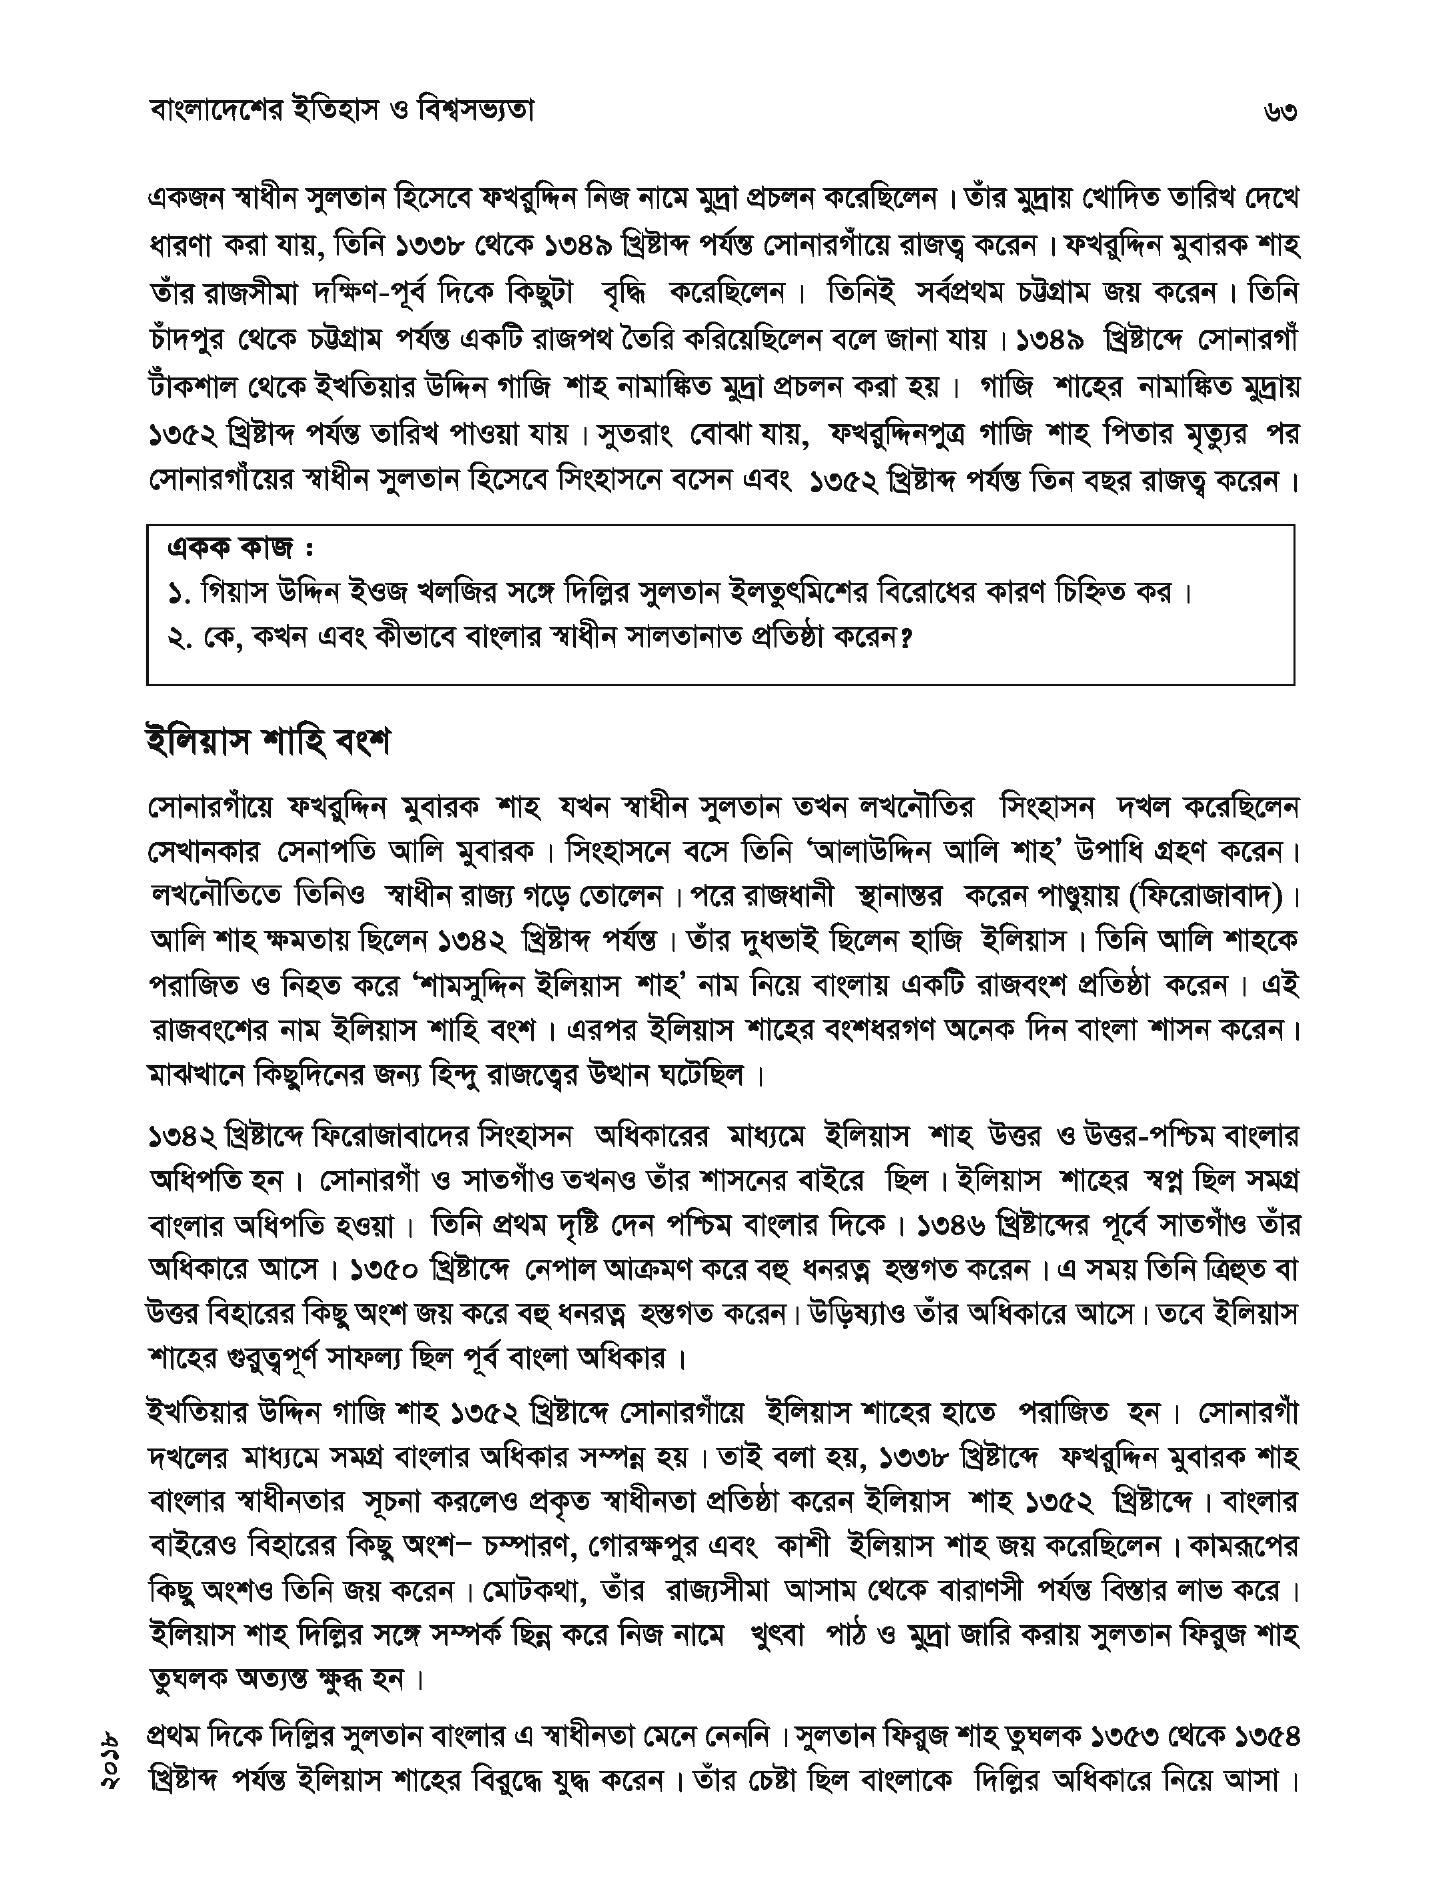 বাংলাদেশের ইতিহাস ও বিশ্বসভ্যতা ৬৩
একজন স্বাধীন সুলতান হিসেবে ফখরুদ্দিন নিজ নামে মুদ্রা প্রচলন করেছিলেন। তাঁর মুদ্রায় খোদিত তারিখ দেখে
ধারণা করা যায়, তিনি ১৩৩৮ থেকে ১৩৪৯ খ্রিষ্টাব্দ পর্যন্ত সোনারগাঁয়ে রাজত্ব করেন। ফখরুদ্দিন মুবারক শাহ
তাঁর রাজসীমা দক্ষিণ-পূর্ব দিকে কিছুটা বৃদ্ধি করেছিলেন। তিনিই সর্বপ্রথম চট্টগ্রাম জয় করেন। তিনি
চাঁদপুর থেকে চট্টগ্রাম পর্যন্ত একটি রাজপথ তৈরি করিয়েছিলেন বলে জানা যায়। ১৩৪৯ খ্রিষ্টাব্দে সোনারগাঁ
টাঁকশাল থেকে ইখতিয়ার উদ্দিন গাজি শাহ নামাঙ্কিত মুদ্রা প্রচলন করা হয়। গাজি শাহের নামাঙ্কিত মুদ্রায়
১৩৫২ খ্রিষ্টাব্দ পর্যন্ত তারিখ পাওয়া যায়। সুতরাং বোঝা যায়, ফখরুদ্দিনপুত্র গাজি শাহ পিতার মৃত্যুর পর
সোনারগাঁয়ের স্বাধীন সুলতান হিসেবে সিংহাসনে বসেন এবং ১৩৫২ খ্রিষ্টাব্দ পর্যন্ত তিন বছর রাজত্ব করেন।
একক কাজ :
১. গিয়াস উদ্দিন ইওজ খলজির সঙ্গে দিল্লির সুলতান ইলতুৎমিশের বিরোধের কারণ চিহ্নিত কর।
২. কে, কখন এবং কীভাবে বাংলার স্বাধীন সালতানাত প্রতিষ্ঠা করেন?
ইলিয়াস শাহি বংশ
সোনারগাঁয়ে ফখরুদ্দিন মুবারক শাহ যখন স্বাধীন সুলতান তখন লখনৌতির সিংহাসন দখল করেছিলেন
সেখানকার সেনাপতি আলি মুবারক। সিংহাসনে বসে তিনি ‘আলাউদ্দিন আলি শাহ’ উপাধি গ্রহণ করেন।
লখনৌতিতে তিনিও স্বাধীন রাজ্য গড়ে তোলেন। পরে রাজধানী স্থানান্তর করেন পাণ্ডুয়ায় (ফিরোজাবাদ)।
আলি শাহ ক্ষমতায় ছিলেন ১৩৪২ খ্রিষ্টাব্দ পর্যন্ত। তাঁর দুধভাই ছিলেন হাজি ইলিয়াস। তিনি আলি শাহকে
পরাজিত ও নিহত করে ‘শামসুদ্দিন ইলিয়াস শাহ’ নাম নিয়ে বাংলায় একটি রাজবংশ প্রতিষ্ঠা করেন। এই
রাজবংশের নাম ইলিয়াস শাহি বংশ। এরপর ইলিয়াস শাহের বংশধরগণ অনেক দিন বাংলা শাসন করেন।
মাঝখানে কিছুদিনের জন্য হিন্দু রাজত্বের উত্থান ঘটেছিল।
১৩৪২ খ্রিষ্টাব্দে ফিরোজাবাদের সিংহাসন অধিকারের মাধ্যমে ইলিয়াস শাহ উত্তর ও উত্তর-পশ্চিম বাংলার
অধিপতি হন। সোনারগাঁ ও সাতগাঁও তখনও তাঁর শাসনের বাইরে ছিল। ইলিয়াস শাহের স্বপ্ন ছিল সমগ্র
বাংলার অধিপতি হওয়া। তিনি প্রথম দৃষ্টি দেন পশ্চিম বাংলার দিকে। ১৩৪৬ খ্রিষ্টাব্দের পূর্বে সাতগাঁও তাঁর
অধিকারে আসে। ১৩৫০ খ্রিষ্টাব্দে নেপাল আক্রমণ করে বহু ধনরত্ন হস্তগত করেন। এ সময় তিনি ত্রিহুত বা
উত্তর বিহারের কিছু অংশ জয় করে বহু ধনরত্ন হস্তগত করেন। উড়িষ্যাও তাঁর অধিকারে আসে। তবে ইলিয়াস
শাহের গুরুত্বপূর্ণ সাফল্য ছিল পূর্ব বাংলা অধিকার।
ইখতিয়ার উদ্দিন গাজি শাহ ১৩৫২ খ্রিষ্টাব্দে সোনারগাঁয়ে ইলিয়াস শাহের হাতে পরাজিত হন। সোনারগাঁ
দখলের মাধ্যমে সমগ্র বাংলার অধিকার সম্পন্ন হয়। তাই বলা হয়, ১৩৩৮ খ্রিষ্টাব্দে ফখরুদ্দিন মুবারক শাহ
বাংলার স্বাধীনতার সূচনা করলেও প্রকৃত স্বাধীনতা প্রতিষ্ঠা করেন ইলিয়াস শাহ ১৩৫২ খ্রিষ্টাব্দে। বাংলার
বাইরেও বিহারের কিছু অংশ– চম্পারণ, গোরক্ষপুর এবং কাশী ইলিয়াস শাহ জয় করেছিলেন। কামরূপের
কিছু অংশও তিনি জয় করেন। মোটকথা, তাঁর রাজ্যসীমা আসাম থেকে বারাণসী পর্যন্ত বিস্তার লাভ করে।
ইলিয়াস শাহ দিল্লির সঙ্গে সম্পর্ক ছিন্ন করে নিজ নামে খুৎবা পাঠ ও মুদ্রা জারি করায় সুলতান ফিরুজ শাহ
তুঘলক অত্যন্ত ক্ষুব্ধ হন।
প্রথম দিকে দিল্লির সুলতান বাংলার এ স্বাধীনতা মেনে নেননি। সুলতান ফিরুজ শাহ তুঘলক ১৩৫৩ থেকে ১৩৫৪
খ্রিষ্টাব্দ পর্যন্ত ইলিয়াস শাহের বিরুদ্ধে যুদ্ধ করেন। তাঁর চেষ্টা ছিল বাংলাকে দিল্লির অধিকারে নিয়ে আসা।
২০১৮